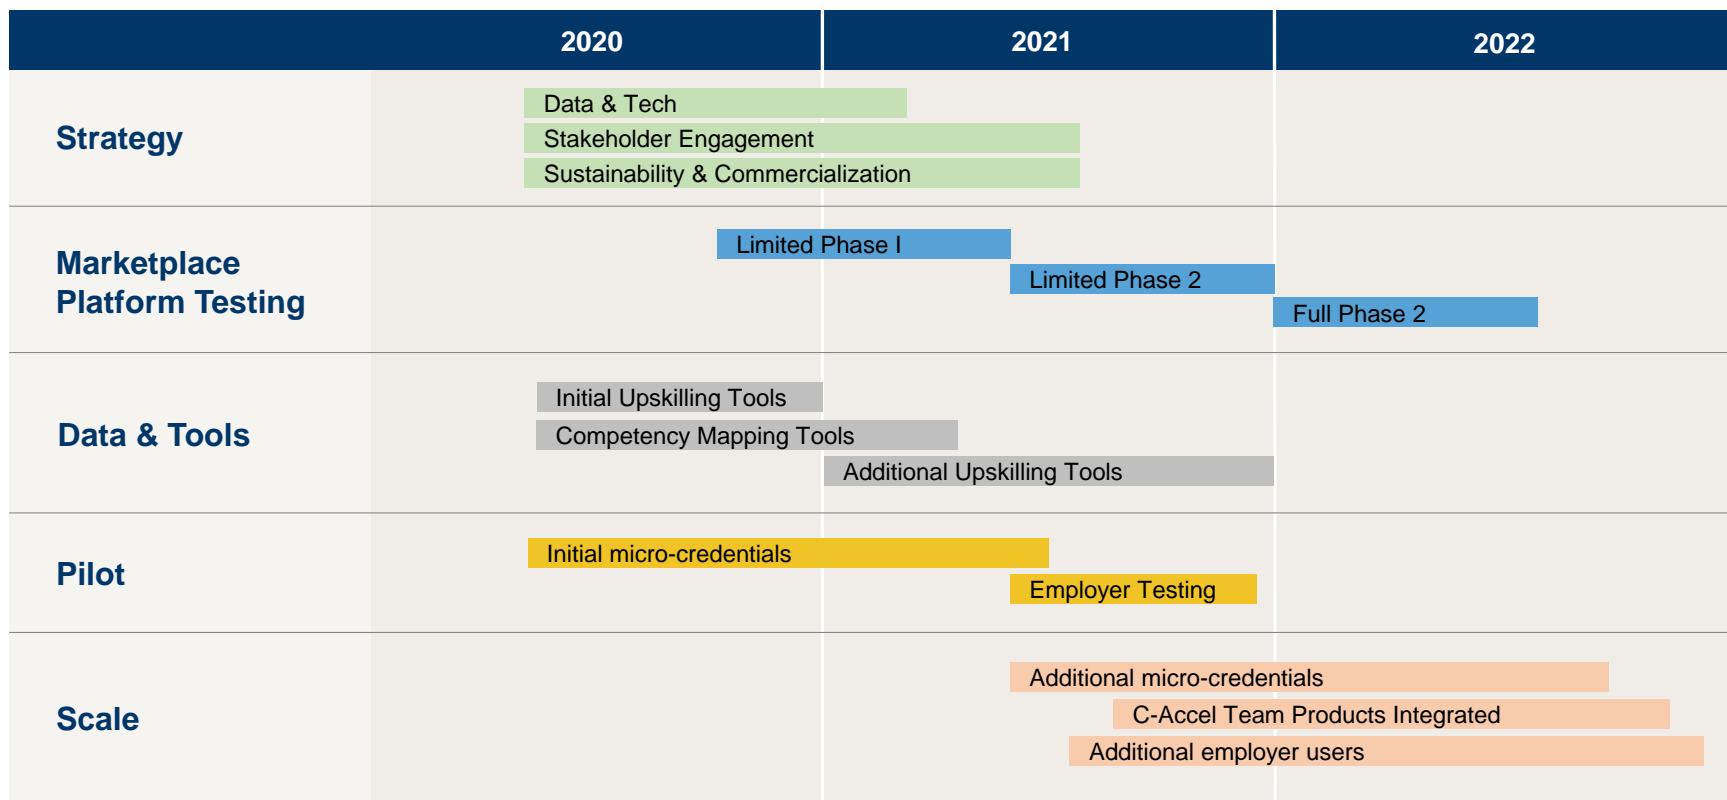 2020
2021
2022
Strategy
Data & Tech
Stakeholder Engagement
Sustainability & Commercialization
Marketplace
Platform Testing
Limited Phase I
Limited Phase 2
Full Phase 2
Data & Tools
Initial Upskilling Tools
Competency Mapping Tools
Additional Upskilling Tools
Pilot
Initial micro-credentials
Employer Testing
Scale
Additional micro-credentials
C-Accel Team Products Integrated
Additional employer users